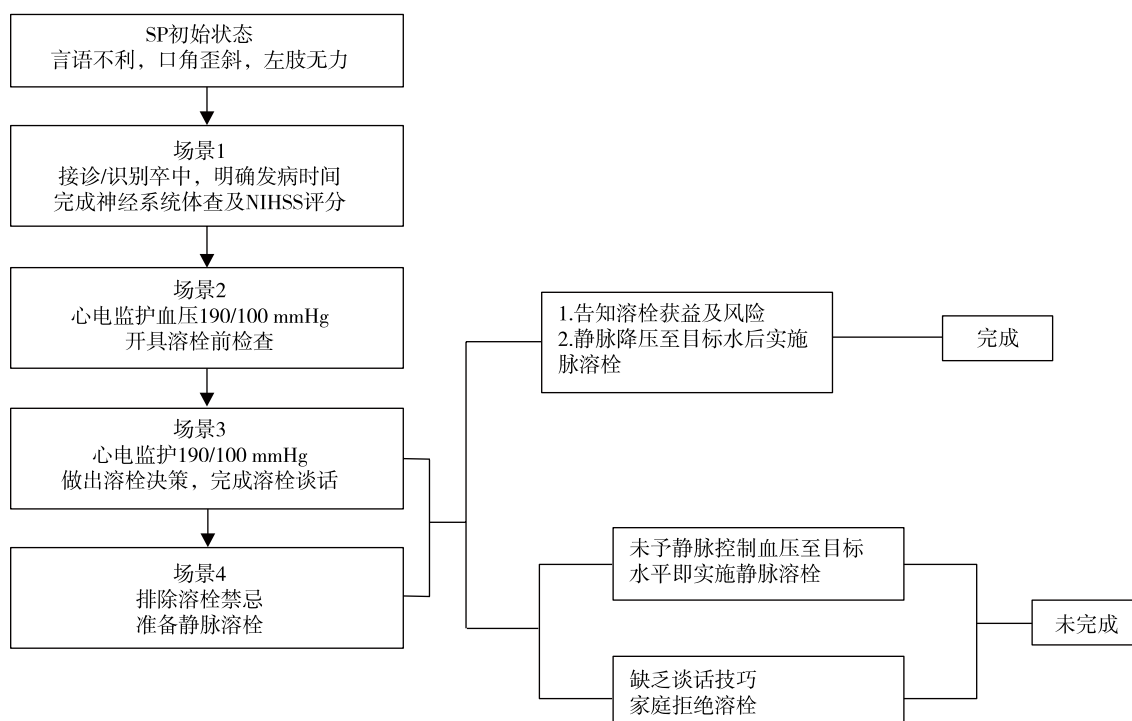 SP初始状态
言语不利，口角歪斜，左肢无力
场景1
接诊/识别卒中，明确发病时间
完成神经系统体查及NIHSS评分
场景2
心电监护血压190/100 mmHg
开具溶栓前检查
场景3
心电监护190/100 mmHg
做出溶栓决策，完成溶栓谈话
场景4
排除溶栓禁忌
准备静脉溶栓
1.告知溶栓获益及风险
2.静脉降压至目标水后实施
脉溶栓
完成
未予静脉控制血压至目标
水平即实施静脉溶栓
缺乏谈话技巧
家庭拒绝溶栓
未完成